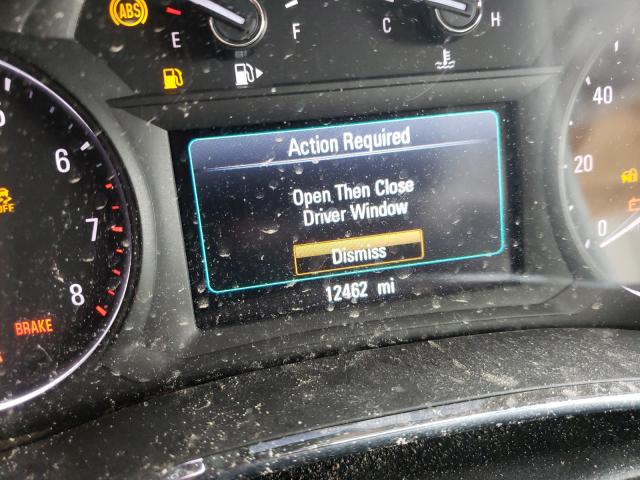 ABS
E
F
C
H
Action Required
Open Then Close
Driver Window
Dismiss
12462 mi
6
7
8
OFF
BRAKE
40
20
0